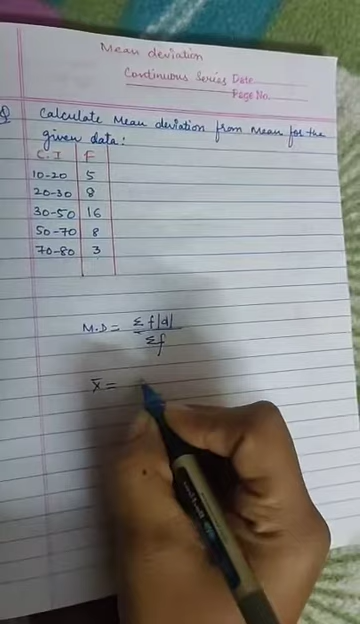 Mean deviation
Continuous Series Date
Page No.
Q Calculate Mean deviation from Mean for the
given data:
C.I F
10-20 5
20-30 8
30-50 16
50-70 8
70-80 3
M.D = Σ f|d|
Σf
x̄ =